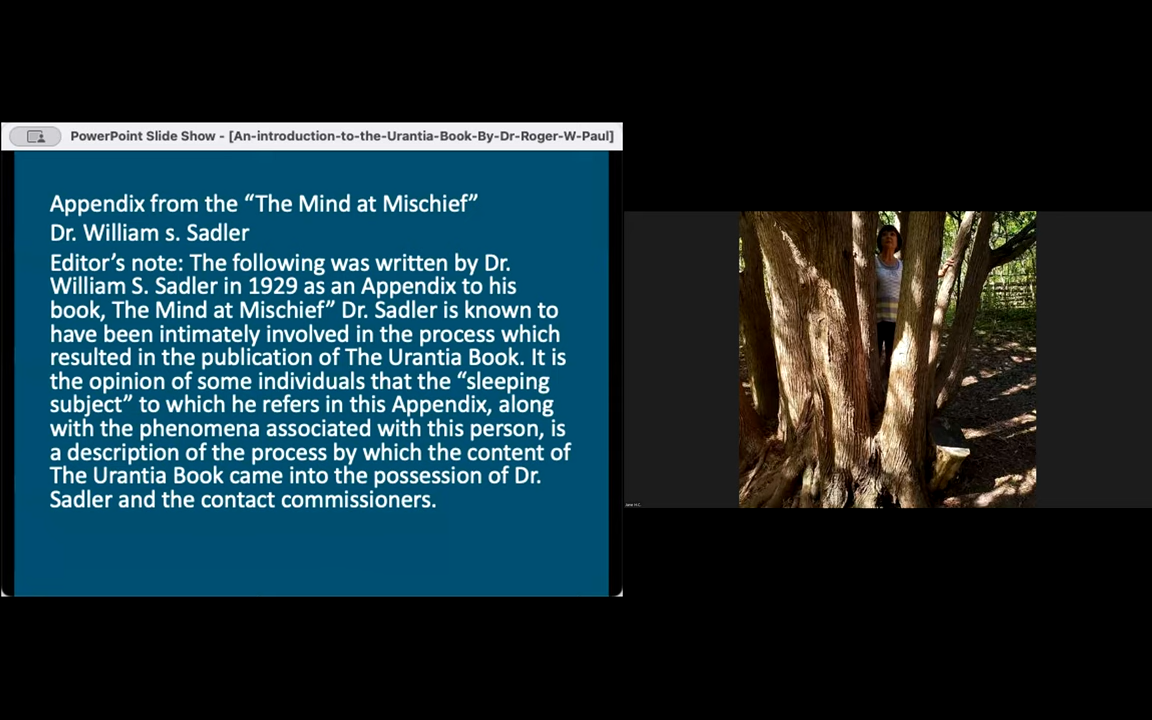 PowerPoint Slide Show - [An-introduction-to-the-Urantia-Book-By-Dr-Roger-W-Paul]
Appendix from the “The Mind at Mischief”
Dr. William s. Sadler
Editor’s note: The following was written by Dr.
William S. Sadler in 1929 as an Appendix to his
book, The Mind at Mischief” Dr. Sadler is known to
have been intimately involved in the process which
resulted in the publication of The Urantia Book. It is
the opinion of some individuals that the “sleeping
subject” to which he refers in this Appendix, along
with the phenomena associated with this person, is
a description of the process by which the content of
The Urantia Book came into the possession of Dr.
Sadler and the contact commissioners.